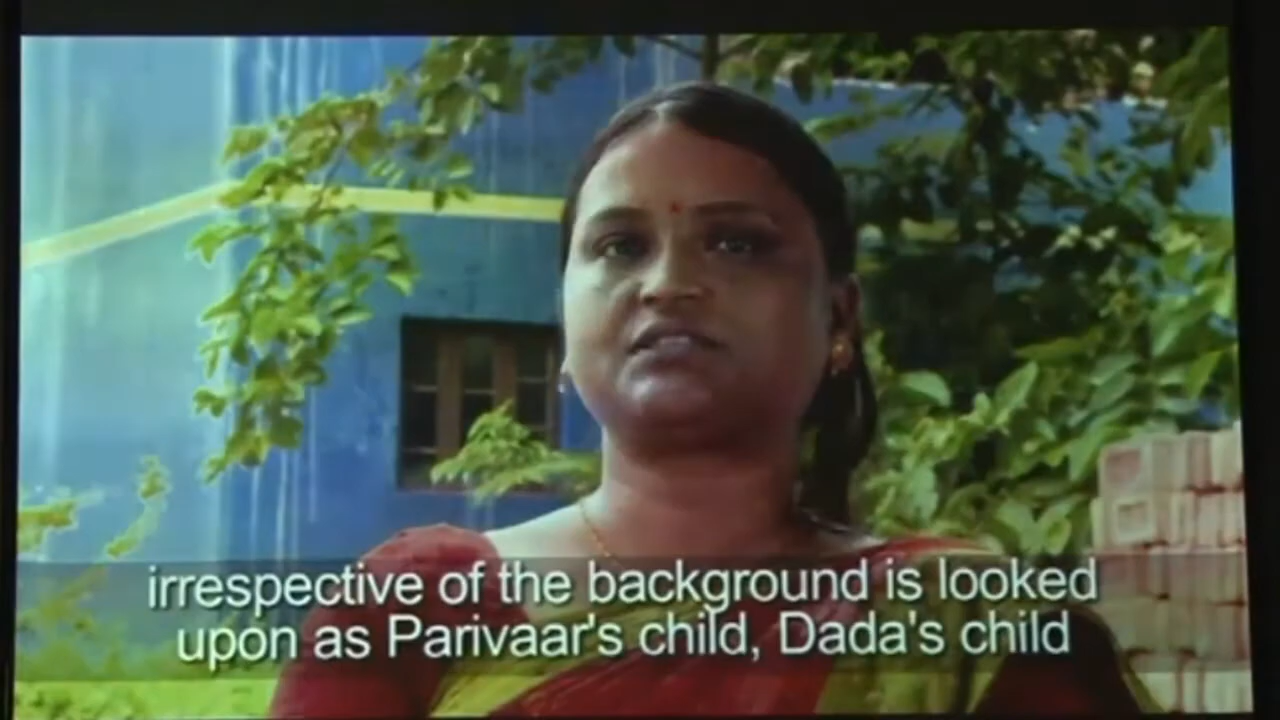 irrespective of the background is looked
upon as Parivaar's child, Dada's child